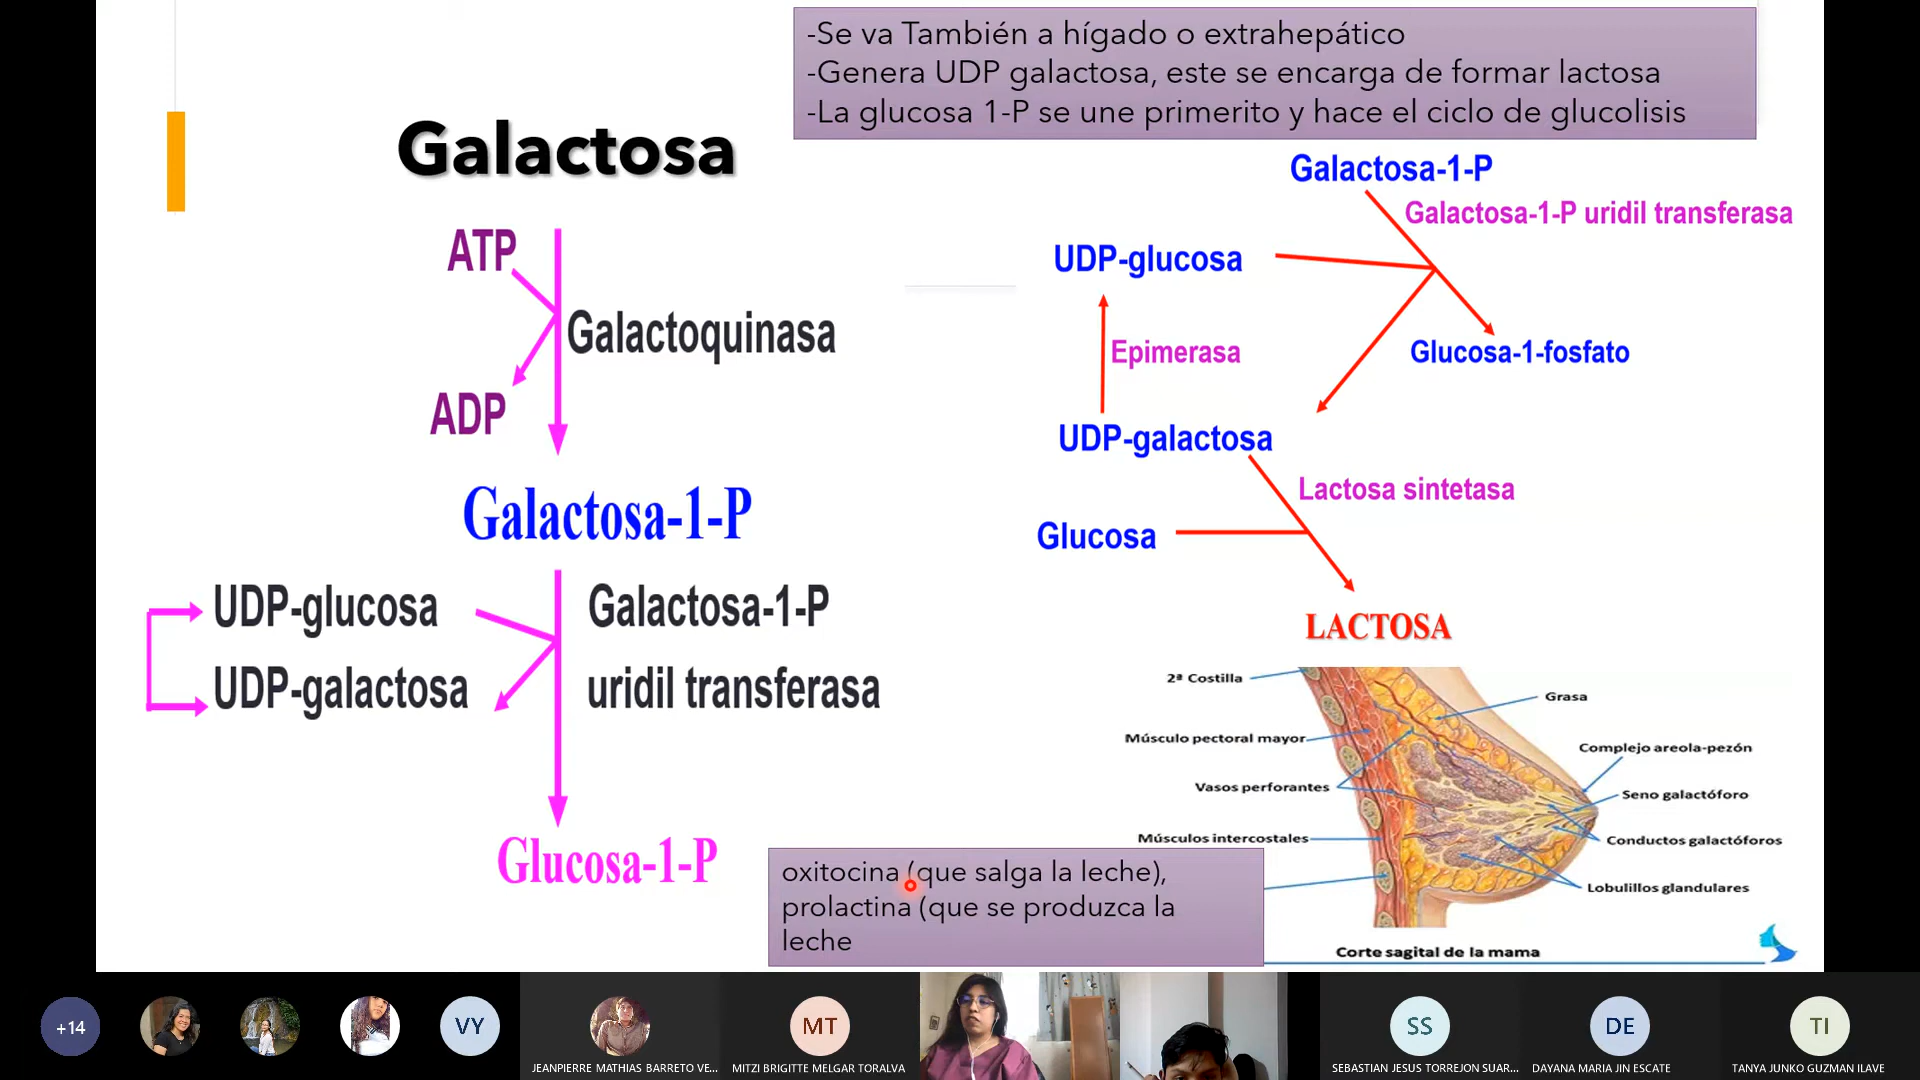 -Se va También a hígado o extrahepático
-Genera UDP galactosa, este se encarga de formar lactosa
-La glucosa 1-P se une primerito y hace el ciclo de glucolisis
Galactosa
ATP
Galactoquinasa
ADP
Galactosa-1-P
UDP-glucosa
Galactosa-1-P
UDP-galactosa
uridil transferasa
Glucosa-1-P
Galactosa-1-P
Galactosa-1-P uridil transferasa
UDP-glucosa
Epimerasa
Glucosa-1-fosfato
UDP-galactosa
Lactosa sintetasa
Glucosa
LACTOSA
2ª Costilla
Grasa
Músculo pectoral mayor
Complejo areola-pezón
Vasos perforantes
Seno galactóforo
Músculos intercostales
Conductos galactóforos
Lobulillos glandulares
Corte sagital de la mama
oxitocina (que salga la leche),
prolactina (que se produzca la
leche
+14
VY
JEANPIERRE MATHIAS BARRETO VE...
MT
MITZI BRIGITTE MELGAR TORALVA
SS
SEBASTIAN JESUS TORREJON SUAR...
DE
DAYANA MARIA JIN ESCATE
TI
TANYA JUNKO GUZMAN ILAVE